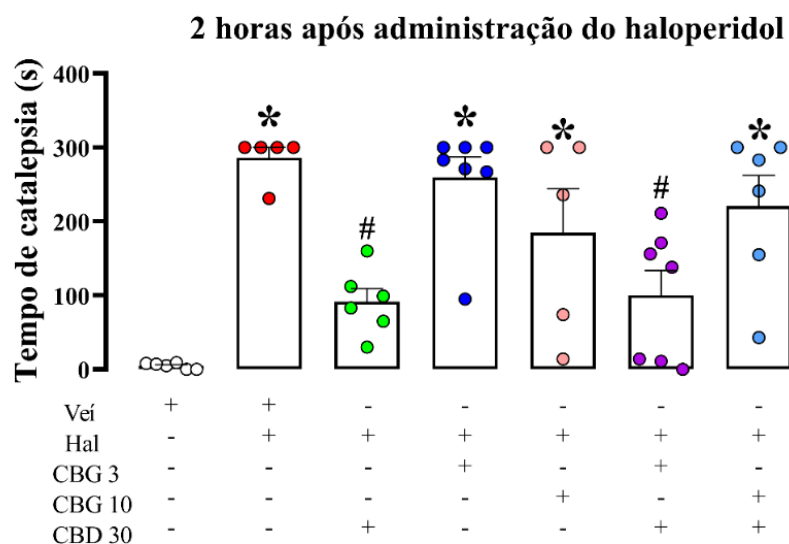 2 horas após administração do haloperidol
Tempo de catalepsia (s)
400
300
200
100
0
* # * * # *
Veí + + - - - - -
Hal - + + + + + +
CBG 3 - - - + - + -
CBG 10 - - - - + - +
CBD 30 - - + - - + +